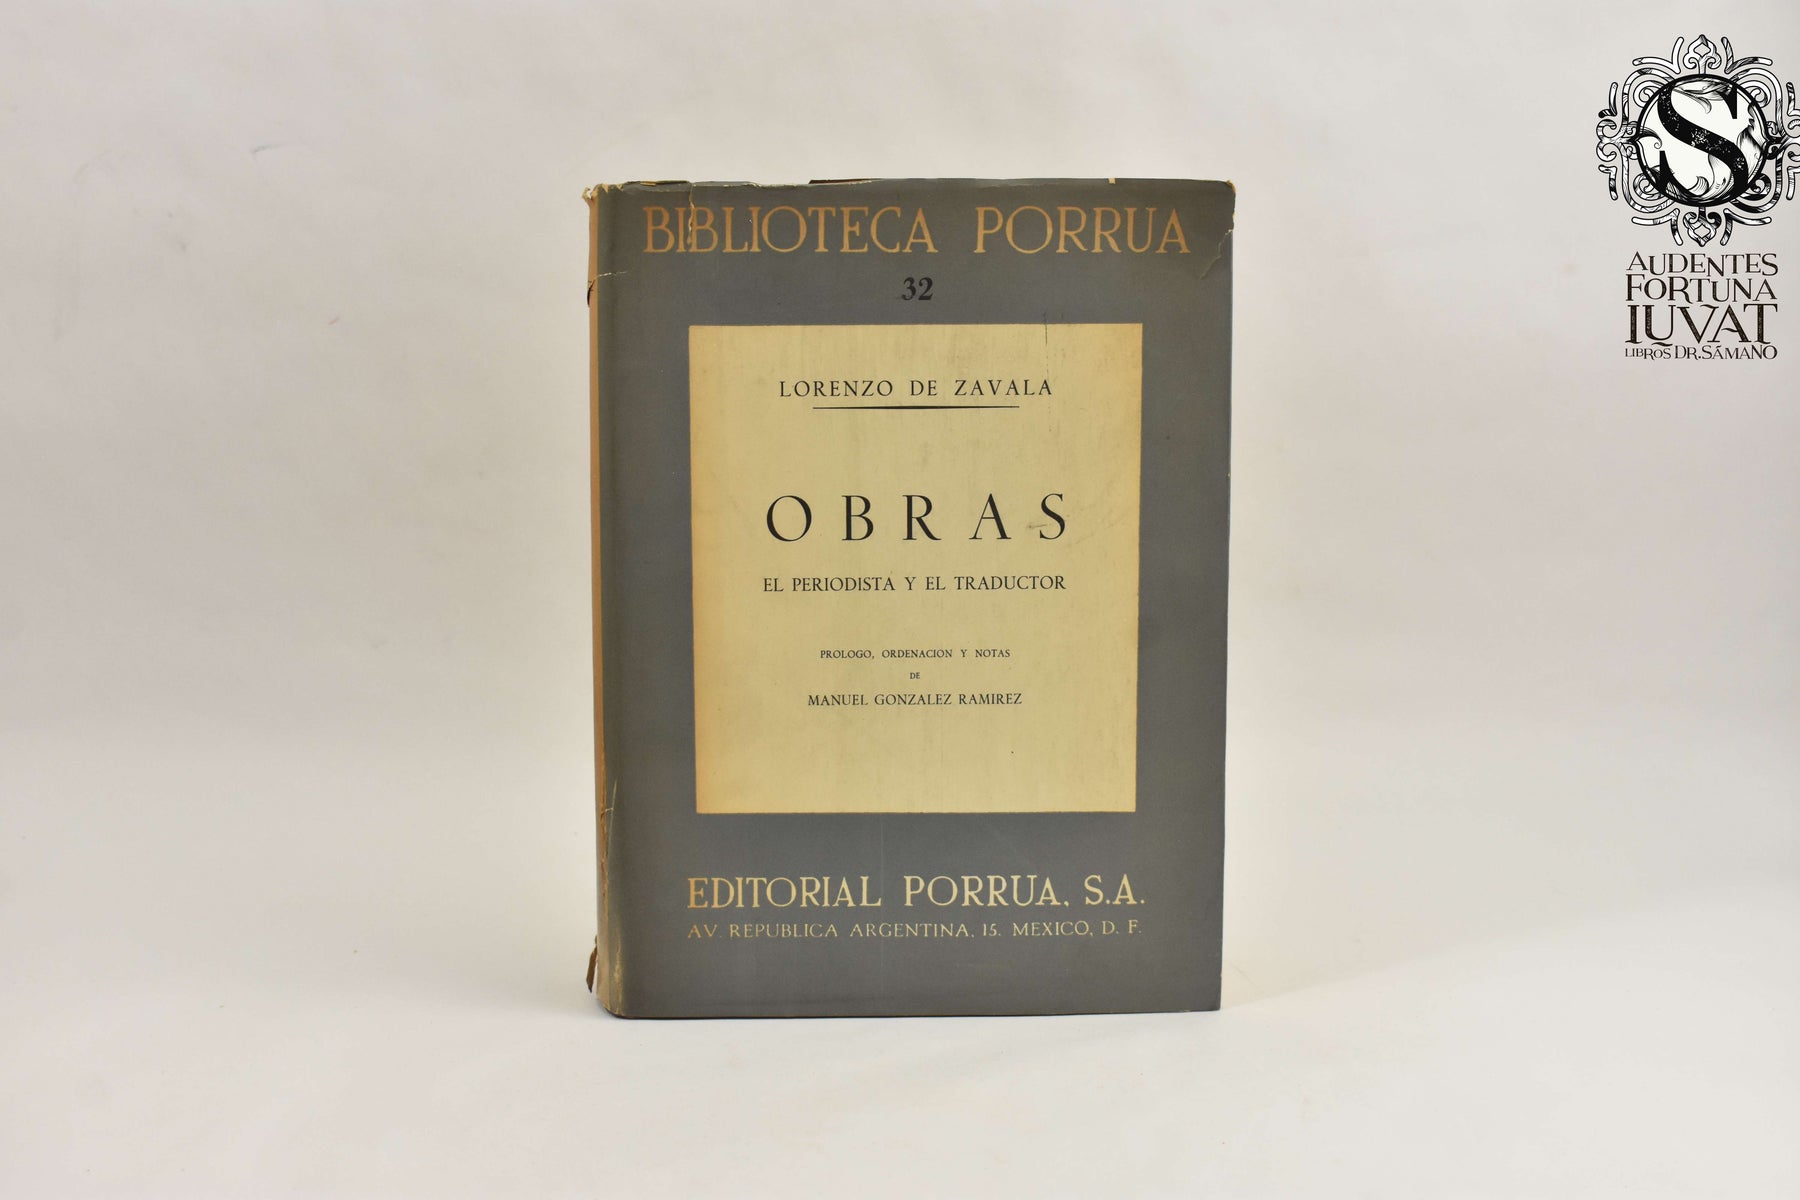 BIBLIOTECA PORRUA
32
LORENZO DE ZAVALA
OBRAS
EL PERIODISTA Y EL TRADUCTOR
PROLOGO, ORDENACION Y NOTAS
DE
MANUEL GONZALEZ RAMIREZ
EDITORIAL PORRUA, S.A.
AV. REPUBLICA ARGENTINA, 15. MEXICO, D. F.
S
AUDENTES
FORTUNA
IUVAT
LIBROS DR. SÁMANO